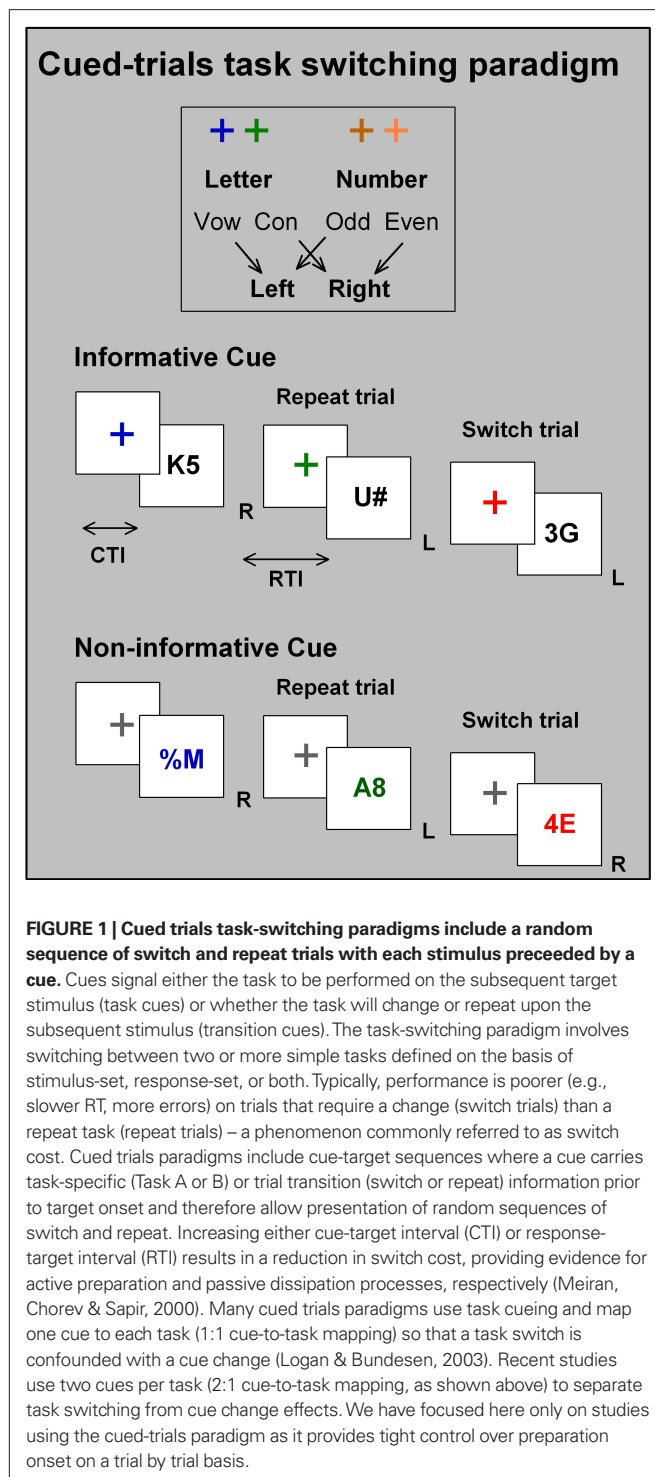 Cued-trials task switching paradigm
+ + + +
Letter Number
Vow Con Odd Even
Left Right
Informative Cue
Repeat trial
Switch trial
+
K5
R
+
U#
L
+
3G
L
CTI
RTI
Non-informative Cue
Repeat trial
Switch trial
+
%M
R
+
A8
L
+
4E
R
FIGURE 1 | Cued trials task-switching paradigms include a random
sequence of switch and repeat trials with each stimulus preceeded by a
cue. Cues signal either the task to be performed on the subsequent target
stimulus (task cues) or whether the task will change or repeat upon the
subsequent stimulus (transition cues). The task-switching paradigm involves
switching between two or more simple tasks defined on the basis of
stimulus-set, response-set, or both. Typically, performance is poorer (e.g.,
slower RT, more errors) on trials that require a change (switch trials) than a
repeat task (repeat trials) – a phenomenon commonly referred to as switch
cost. Cued trials paradigms include cue-target sequences where a cue carries
task-specific (Task A or B) or trial transition (switch or repeat) information prior
to target onset and therefore allow presentation of random sequences of
switch and repeat. Increasing either cue-target interval (CTI) or response-
target interval (RTI) results in a reduction in switch cost, providing evidence for
active preparation and passive dissipation processes, respectively (Meiran,
Chorev & Sapir, 2000). Many cued trials paradigms use task cueing and map
one cue to each task (1:1 cue-to-task mapping) so that a task switch is
confounded with a cue change (Logan & Bundesen, 2003). Recent studies
use two cues per task (2:1 cue-to-task mapping, as shown above) to separate
task switching from cue change effects. We have focused here only on studies
using the cued-trials paradigm as it provides tight control over preparation
onset on a trial by trial basis.